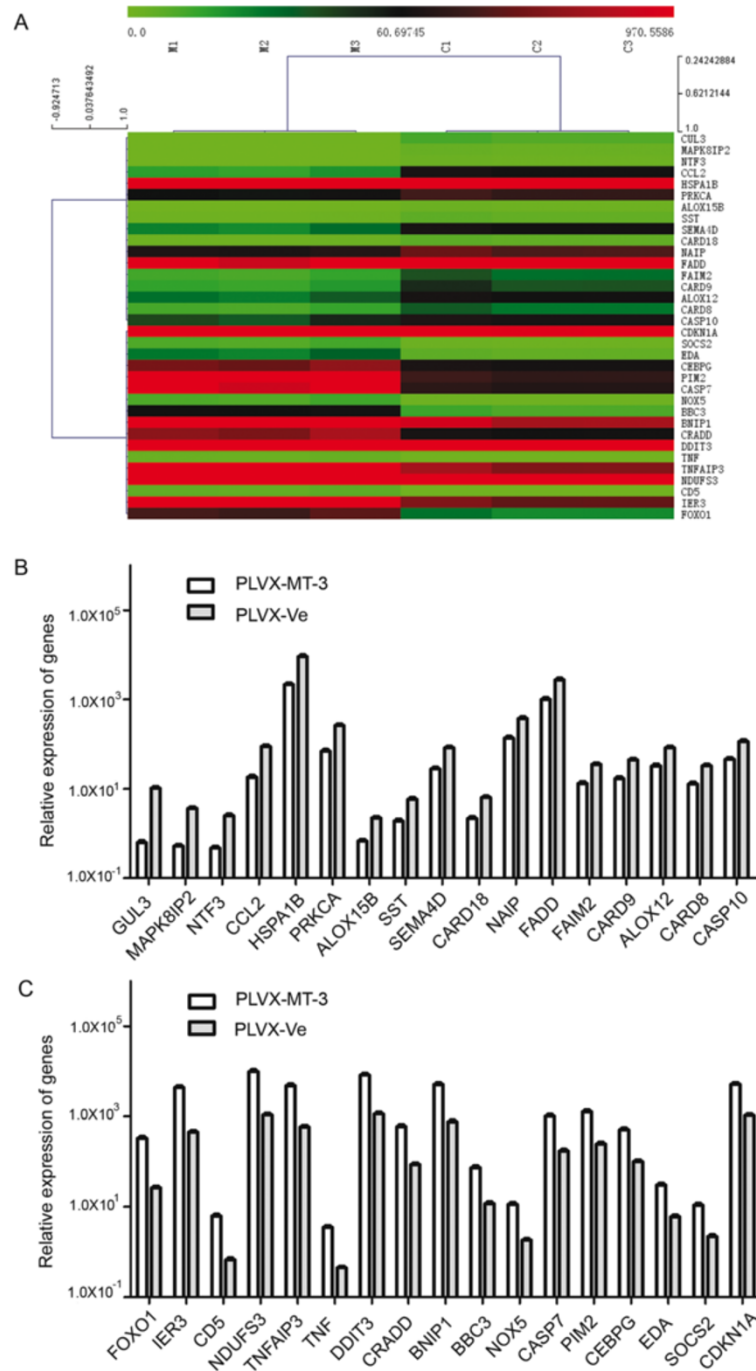 A
0.0 60.69745 970.5586
M1 M2 M3 C1 C2 C3
-0.924713
0.037643492
1.0
0.24242884
0.6212144
1.0
CUL3
MAPK8IP2
NTF3
CCL2
HSPA1B
PRKCA
ALOX15B
SST
SEMA4D
CARD18
NAIP
FADD
FAIM2
CARD9
ALOX12
CARD8
CASP10
CDKN1A
SOCS2
EDA
CEBPG
PIM2
CASP7
NOX5
BBC3
BNIP1
CRADD
DDIT3
TNF
TNFAIP3
NDUFS3
CD5
IER3
FOXO1
B
PLVX-MT-3
PLVX-Ve
Relative expression of genes
1.0X10^5
1.0X10^3
1.0X10^1
1.0X10^-1
GUL3 MAPK8IP2 NTF3 CCL2 HSPA1B PRKCA ALOX15B SST SEMA4D CARD18 NAIP FADD FAIM2 CARD9 ALOX12 CARD8 CASP10
C
PLVX-MT-3
PLVX-Ve
Relative expression of genes
1.0X10^5
1.0X10^3
1.0X10^1
1.0X10^-1
FOXO1 IER3 CD5 NDUFS3 TNFAIP3 TNF DDIT3 CRADD BNIP1 BBC3 NOX5 CASP7 PIM2 CEBPG EDA SOCS2 CDKN1A